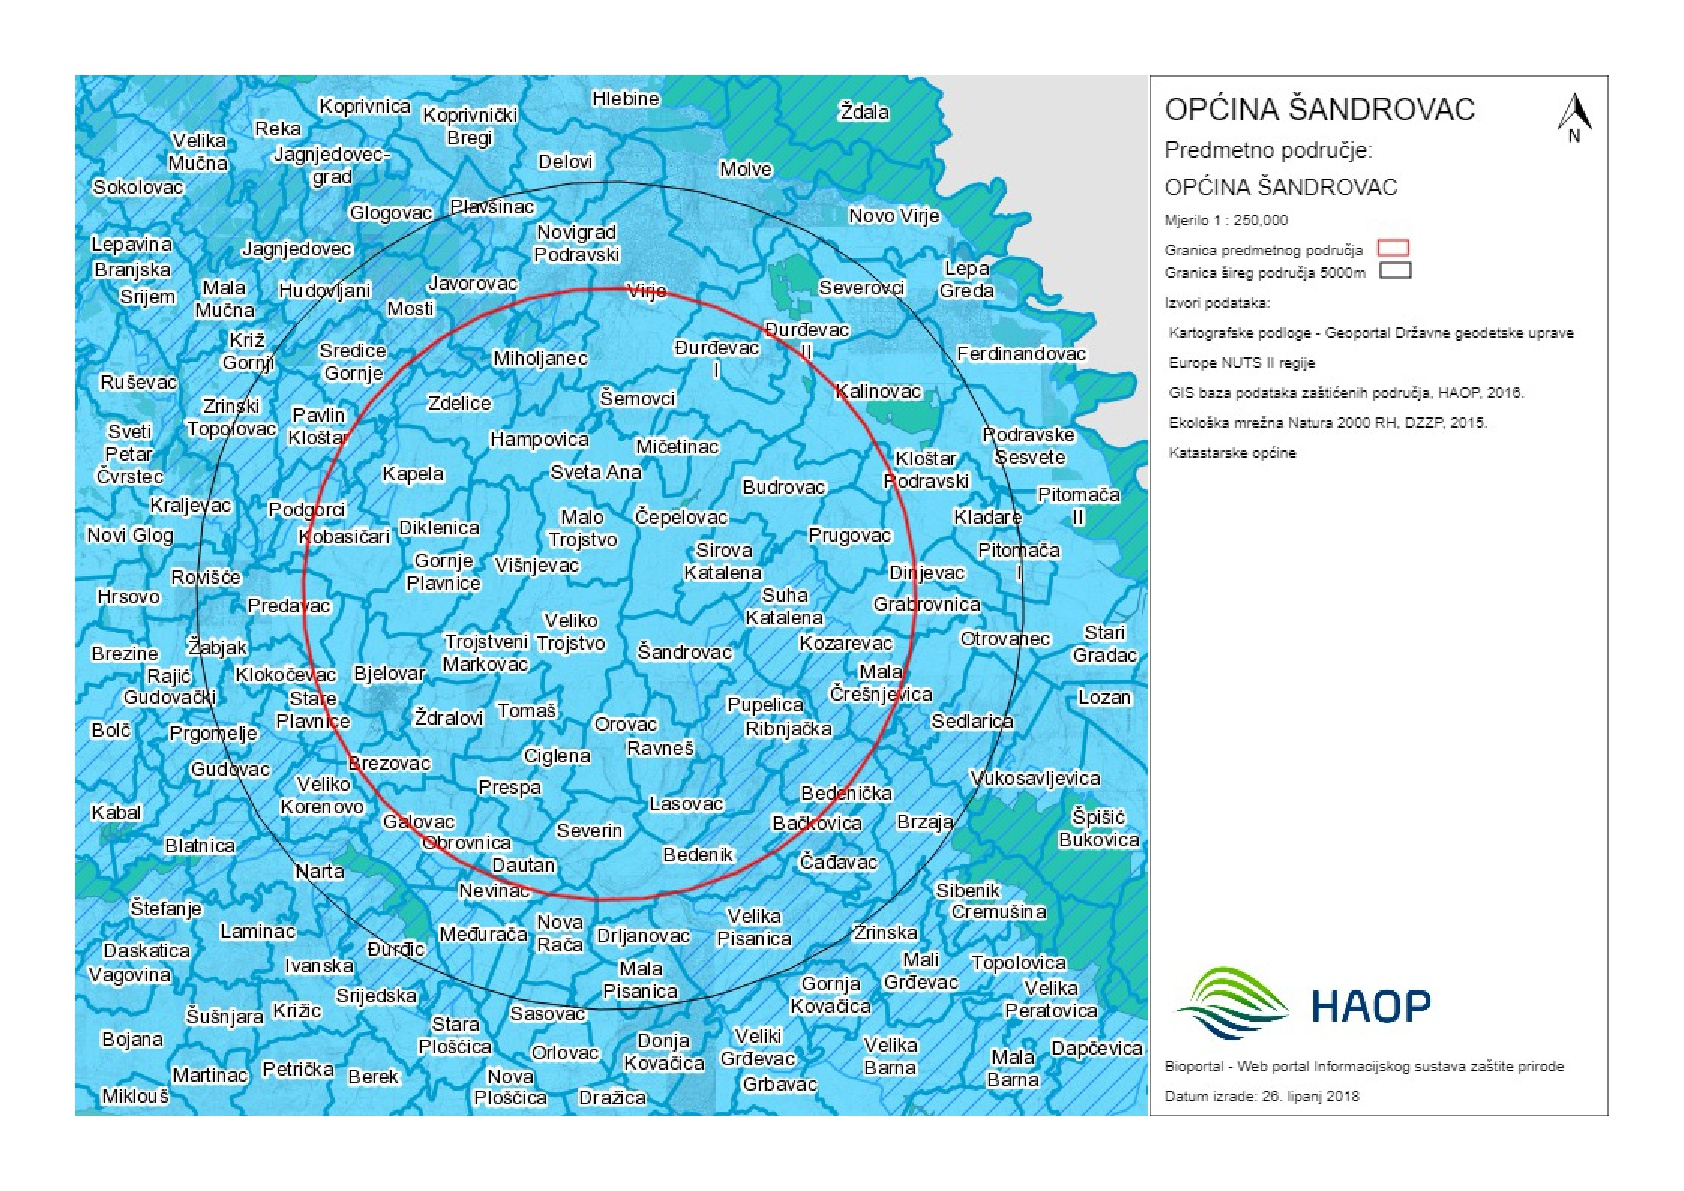 Koprivnica
Hlebine
Ždala
Koprivnički
Bregi
Reka
Velika
Mučna
Jagnjedovec-
grad
Delovi
Molve
Sokolovac
Glogovac
Plavšinac
Novo Virje
Novigrad
Podravski
Lepavina
Jagnjedovec
Branjska
Lepa
Greda
Srijem
Mala
Mučna
Hudovljani
Javorovac
Virje
Severovci
Mosti
Križ
Gornji
Sredice
Gornje
Miholjanec
Đurđevac
I
Đurđevac
II
Ferdinandovac
Ruševac
Zrinski
Topolovac
Pavlin
Kloštar
Zdelice
Šemovci
Kalinovac
Sveti
Petar
Čvrstec
Hampovica
Mičetinac
Podravske
Sesvete
Kapela
Sveta Ana
Kloštar
Podravski
Budrovac
Pitomača
II
Kraljevac
Podgorci
Malo
Trojstvo
Čepelovac
Kladare
Novi Glog
Kobasičari
Diklenica
Prugovac
Gornje
Plavnice
Višnjevac
Sirova
Katalena
Pitomača
I
Rovišće
Dinjevac
Hrsovo
Predavac
Suha
Katalena
Grabrovnica
Veliko
Trojstvo
Trojstveni
Markovac
Kozarevac
Otrovanec
Stari
Gradac
Brezine
Žabjak
Šandrovac
Rajić
Gudovački
Klokočevac
Bjelovar
Mala
Črešnjevica
Lozan
Stare
Plavnice
Ždralovi
Tomaš
Orovac
Pupelica
Ribnjačka
Sedlarica
Bolč
Prgomelje
Ravneš
Gudovac
Brezovac
Ciglena
Vukosavljevica
Veliko
Korenovo
Prespa
Lasovac
Bedenička
Kabal
Galovac
Severin
Bačkovica
Brzaja
Špišić
Bukovica
Blatnica
Obrovnica
Dautan
Bedenik
Čađavac
Narta
Nevinac
Sibenik
Cremušina
Štefanje
Laminac
Međurača
Nova
Rača
Drljanovac
Velika
Pisanica
Zrinska
Daskatica
Vagovina
Đurđic
Ivanska
Mala
Pisanica
Mali
Grđevac
Topolovica
Srijedska
Gornja
Kovačica
Velika
Peratovica
Šušnjara
Križic
Sasovac
Bojana
Stara
Ploščica
Orlovac
Donja
Kovačica
Veliki
Grđevac
Velika
Barna
Mala
Barna
Dapčevica
Martinac
Petrička
Berek
Nova
Ploščica
Dražica
Grbavac
Miklouš
OPĆINA ŠANDROVAC
N
Predmetno područje:
OPĆINA ŠANDROVAC
Mjerilo 1 : 250,000
Granica predmetnog područja
Granica šireg područja 5000m
Izvori podataka:
Kartografske podloge - Geoportal Državne geodetske uprave
Europe NUTS II regije
GIS baza podataka zaštićenih područja, HAOP, 2016.
Ekološka mrežna Natura 2000 RH, DZZP, 2015.
Katastarske općine
HAOP
Bioportal - Web portal Informacijskog sustava zaštite prirode
Datum izrade: 26. lipanj 2018